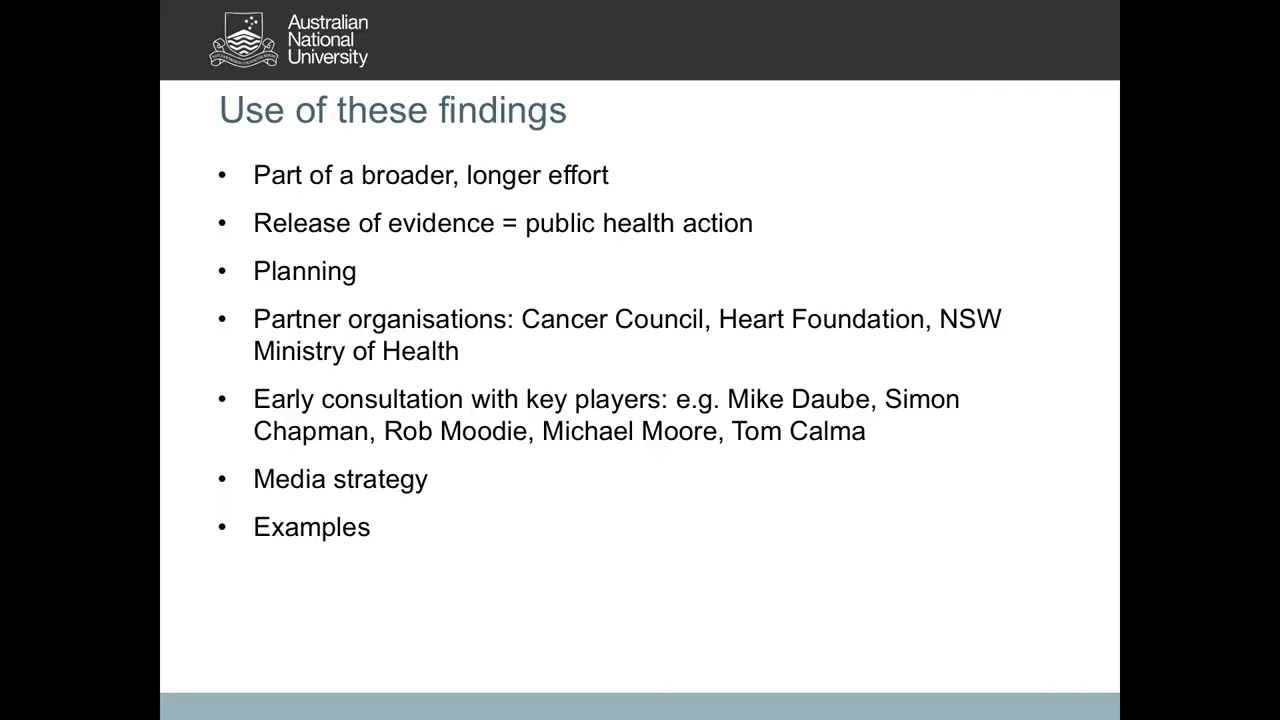 Australian
National
University
Use of these findings
• Part of a broader, longer effort
• Release of evidence = public health action
• Planning
• Partner organisations: Cancer Council, Heart Foundation, NSW
Ministry of Health
• Early consultation with key players: e.g. Mike Daube, Simon
Chapman, Rob Moodie, Michael Moore, Tom Calma
• Media strategy
• Examples